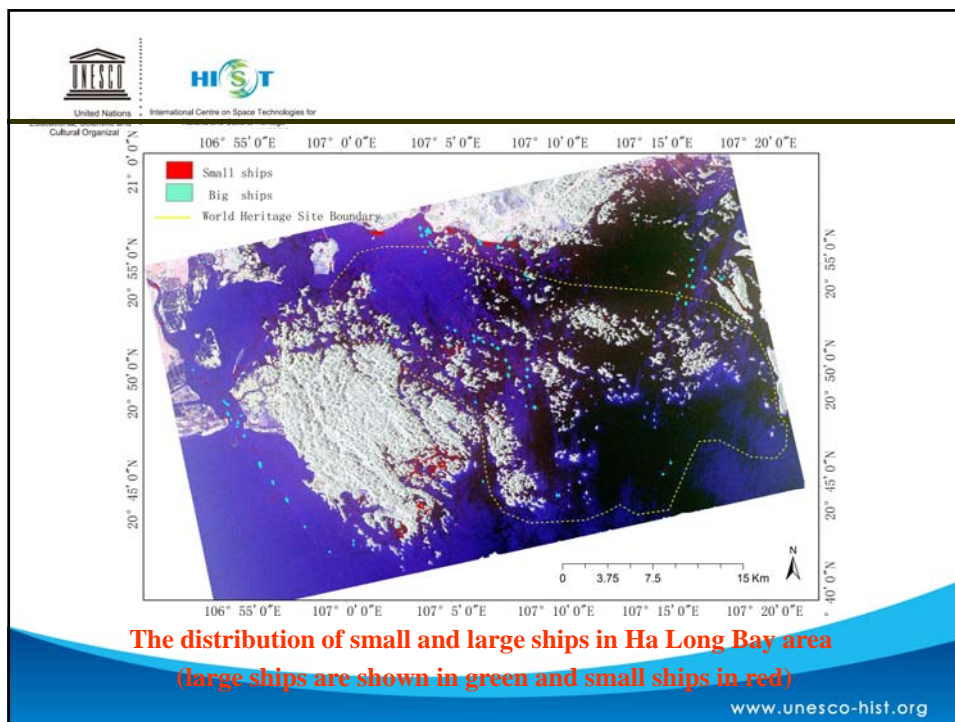 UNESCO
HIST
United Nations
Cultural Organizat
International Centre on Space Technologies for
106° 55′0″E 107° 0′0″E 107° 5′0″E 107° 10′0″E 107° 15′0″E 107° 20′0″E
Small ships
Big ships
World Heritage Site Boundary
21° 0′0″N
20° 55′0″N
20° 50′0″N
20° 45′0″N
20° 55′0″N
20° 50′0″N
20° 45′0″N
40′0″N
N
0 3.75 7.5 15 Km
106° 55′0″E 107° 0′0″E 107° 5′0″E 107° 10′0″E 107° 15′0″E 107° 20′0″E
The distribution of small and large ships in Ha Long Bay area
(large ships are shown in green and small ships in red)
www.unesco-hist.org